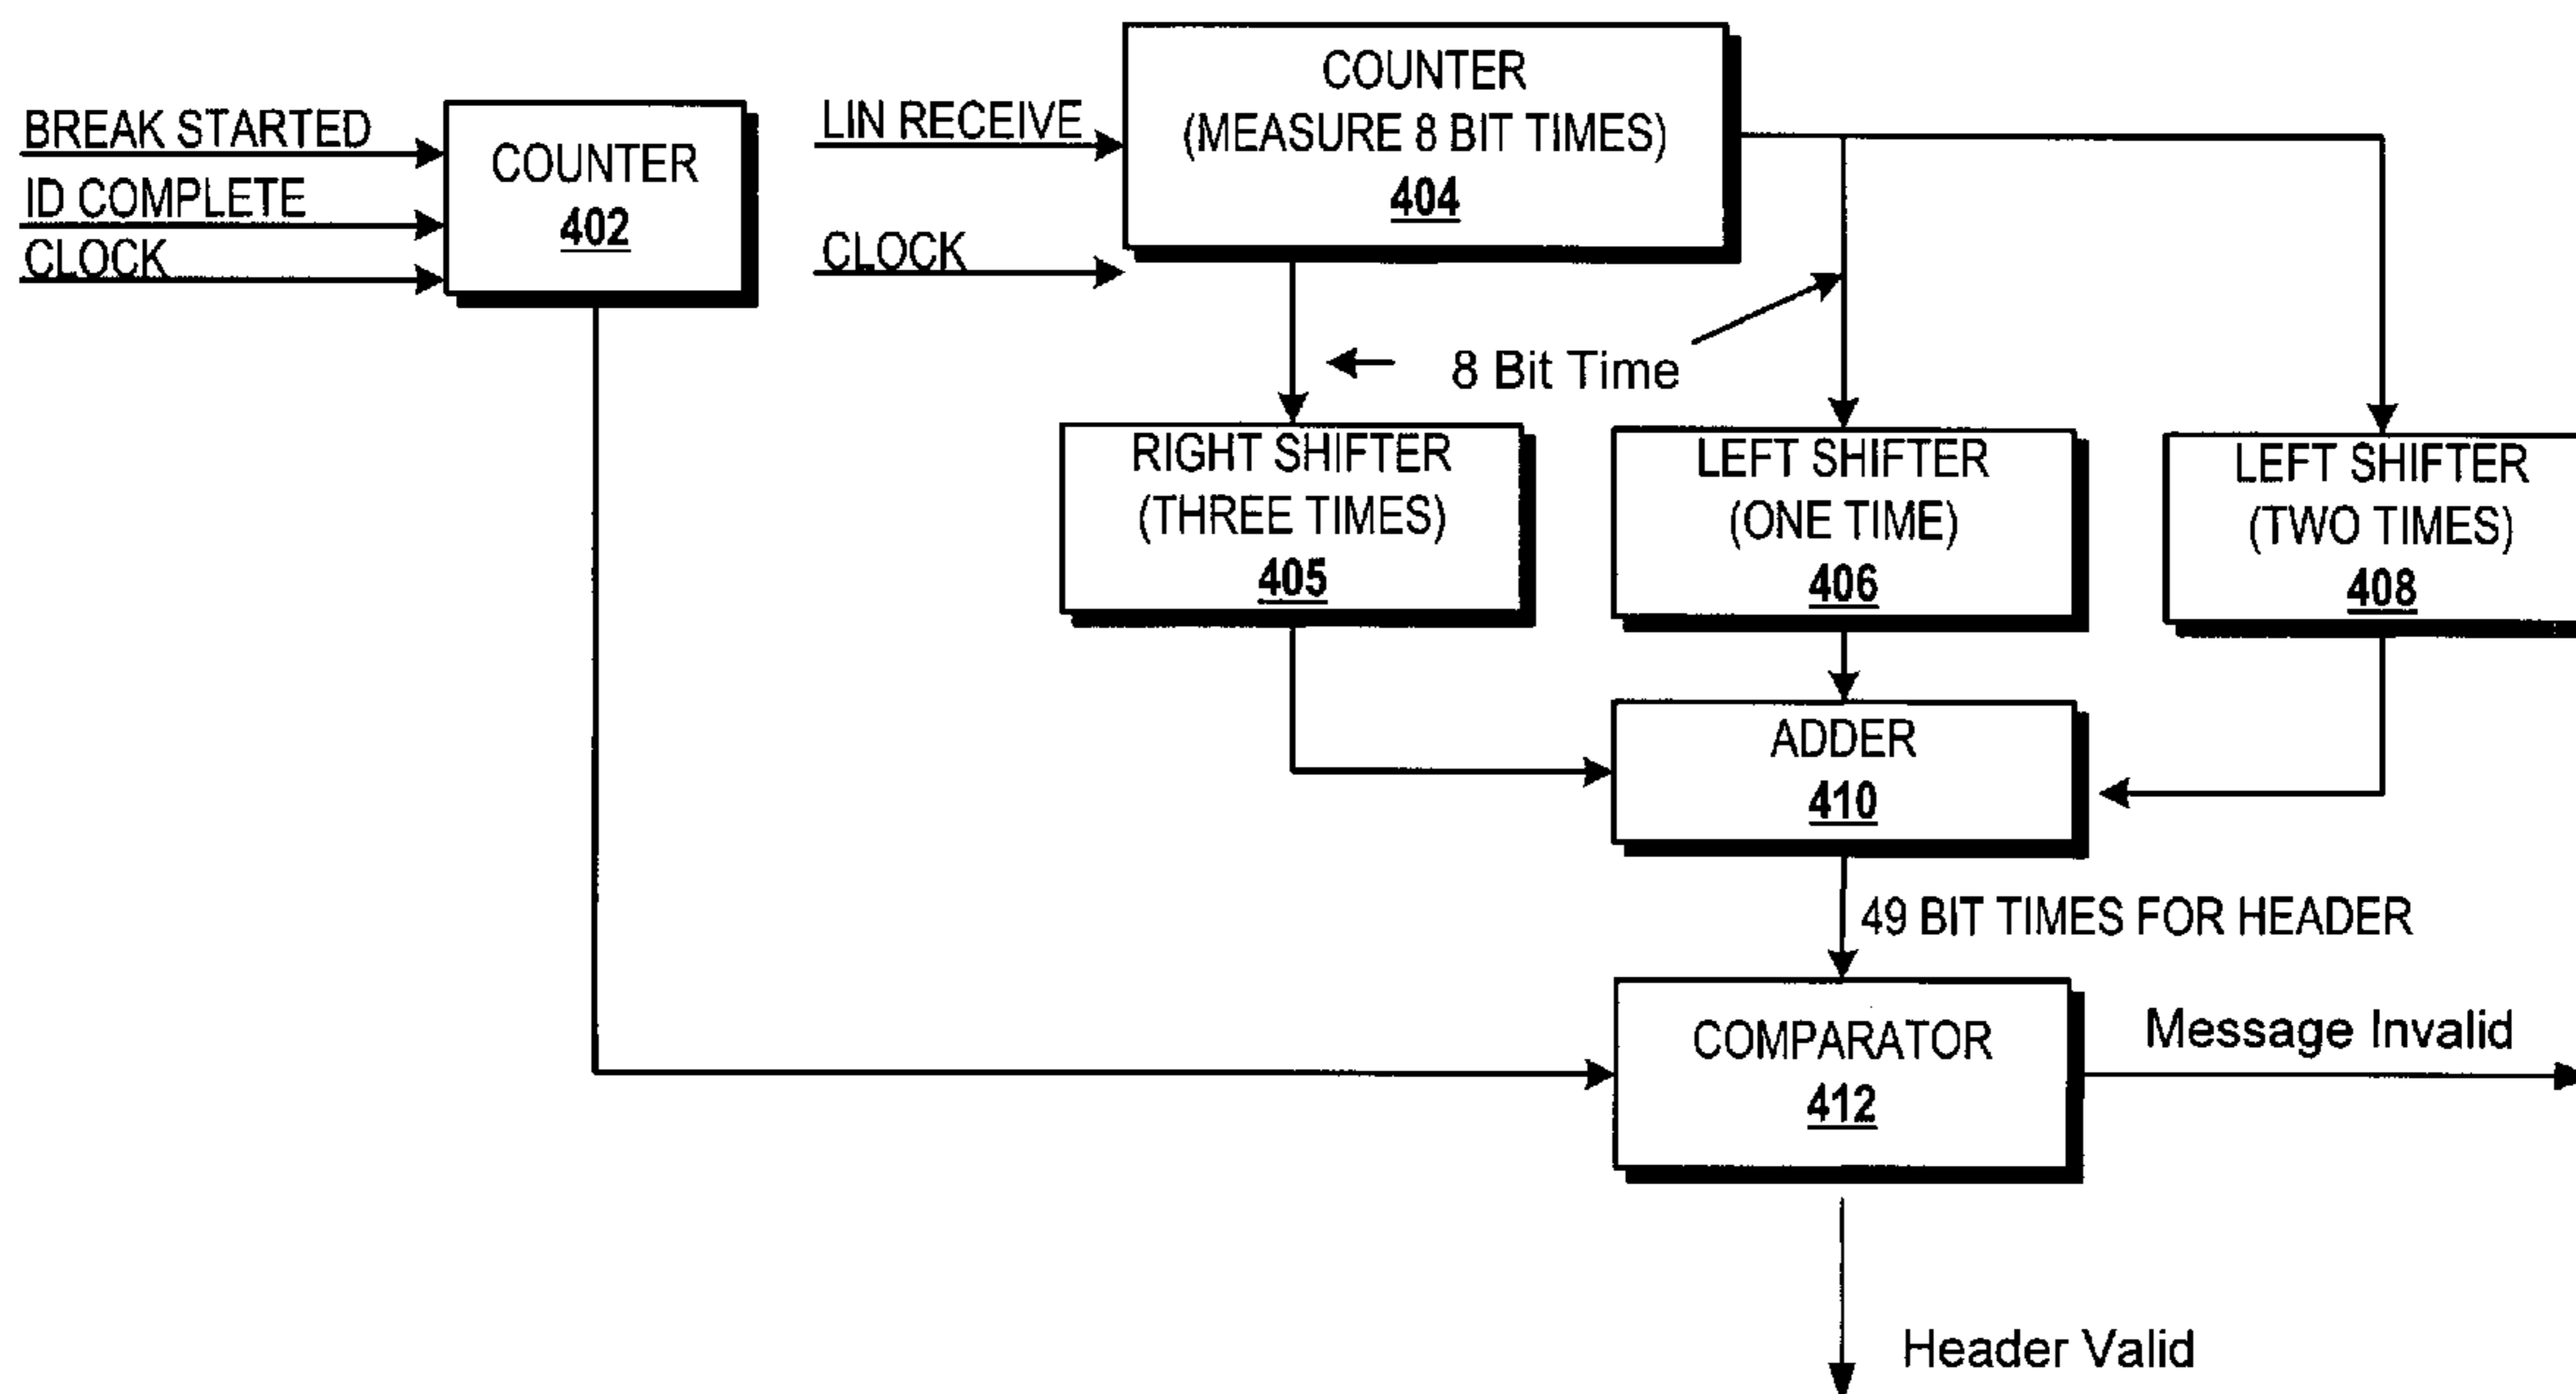 BREAK STARTED
ID COMPLETE
CLOCK
COUNTER
402
LIN RECEIVE
CLOCK
COUNTER
(MEASURE 8 BIT TIMES)
404
8 Bit Time
RIGHT SHIFTER
(THREE TIMES)
405
LEFT SHIFTER
(ONE TIME)
406
LEFT SHIFTER
(TWO TIMES)
408
ADDER
410
49 BIT TIMES FOR HEADER
COMPARATOR
412
Message Invalid
Header Valid